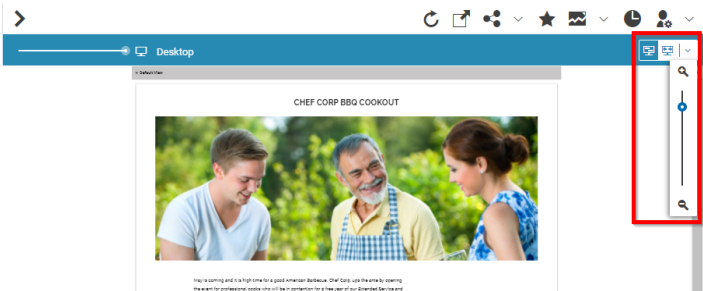 Desktop
« Default View
CHEF CORP BBQ COOKOUT
May is coming and it is high time for a good American Barbecue. Chef Corp. ups the ante by opening
the event for professional cooks who will be in contention for a free year of our Extended Service and